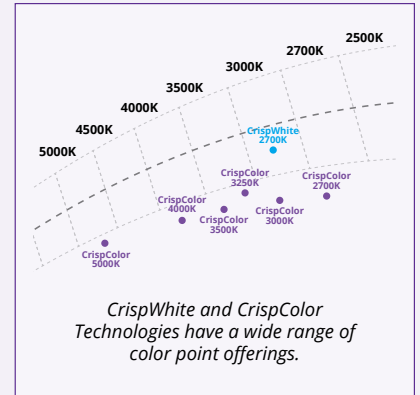 2500K
2700K
3000K
3500K
4000K
4500K
5000K
CrispWhite
2700K
CrispColor
2700K
CrispColor
3250K
CrispColor
3000K
CrispColor
4000K
CrispColor
3500K
CrispColor
5000K
CrispWhite and CrispColor
Technologies have a wide range of
color point offerings.